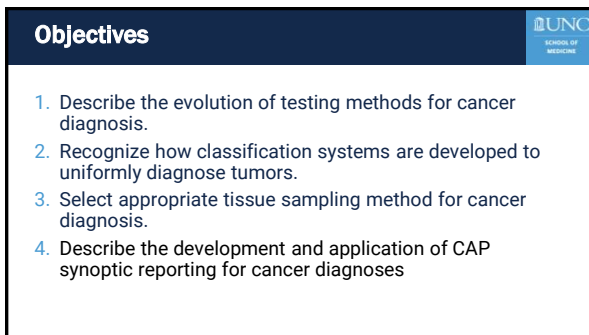 Objectives
UNC
SCHOOL OF
MEDICINE
1. Describe the evolution of testing methods for cancer
diagnosis.
2. Recognize how classification systems are developed to
uniformly diagnose tumors.
3. Select appropriate tissue sampling method for cancer
diagnosis.
4. Describe the development and application of CAP
synoptic reporting for cancer diagnoses